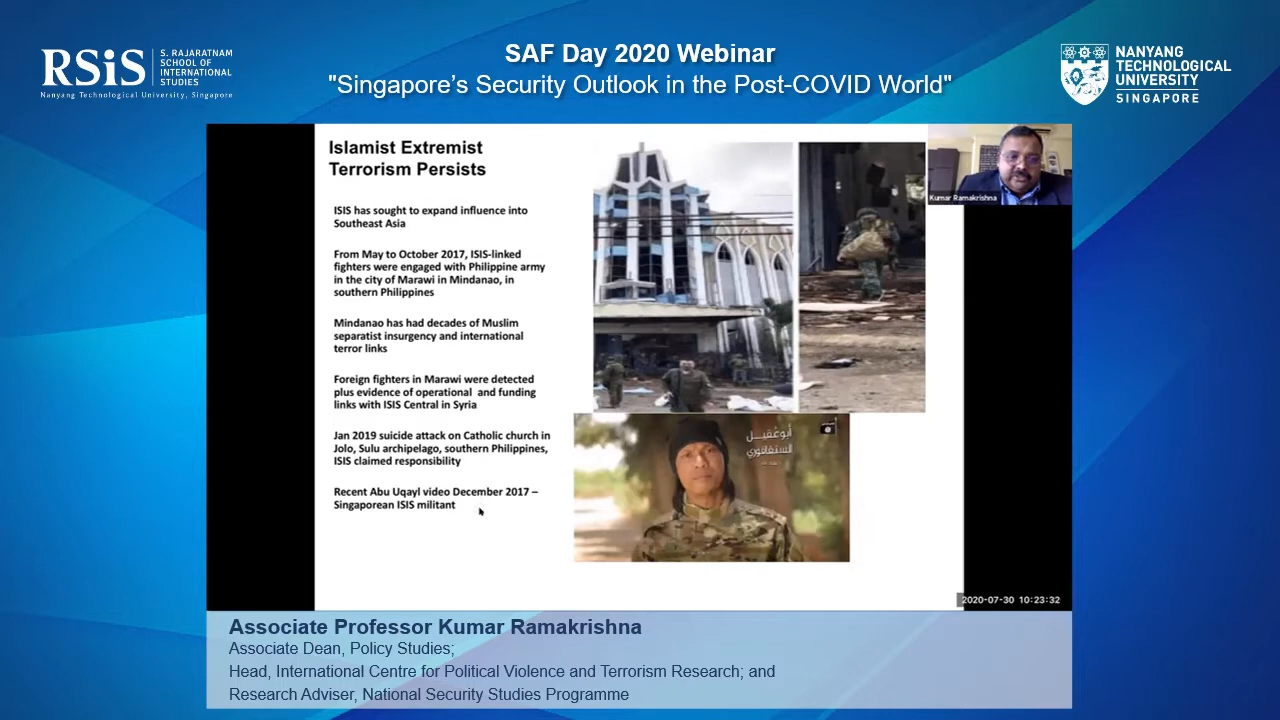 RSiS
S. RAJARATNAM
SCHOOL OF
INTERNATIONAL
STUDIES
Nanyang Technological University, Singapore
SAF Day 2020 Webinar
"Singapore’s Security Outlook in the Post-COVID World"
NANYANG
TECHNOLOGICAL
UNIVERSITY
SINGAPORE
Islamist Extremist
Terrorism Persists
ISIS has sought to expand influence into
Southeast Asia
From May to October 2017, ISIS-linked
fighters were engaged with Philippine army
in the city of Marawi in Mindanao, in
southern Philippines
Mindanao has had decades of Muslim
separatist insurgency and international
terror links
Foreign fighters in Marawi were detected
plus evidence of operational and funding
links with ISIS Central in Syria
Jan 2019 suicide attack on Catholic church in
Jolo, Sulu archipelago, southern Philippines,
ISIS claimed responsibility
Recent Abu Uqayl video December 2017 –
Singaporean ISIS militant
Kumar Ramakrishna
أبو عُقيل
السنغافوري
2020-07-30 10:23:32
Associate Professor Kumar Ramakrishna
Associate Dean, Policy Studies;
Head, International Centre for Political Violence and Terrorism Research; and
Research Adviser, National Security Studies Programme